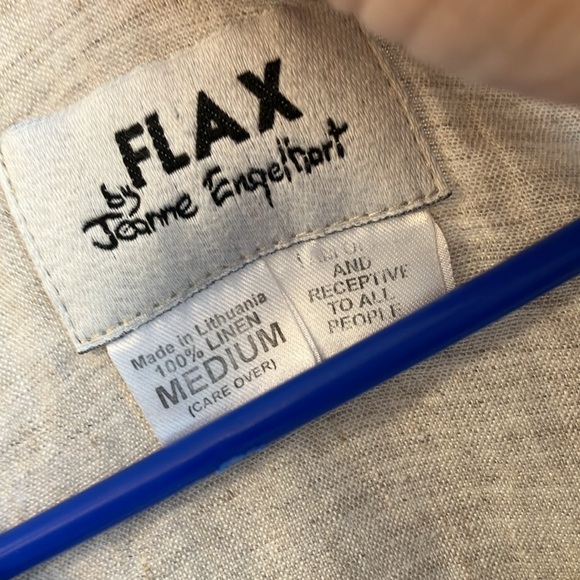 FLAX
by
Jeanne Engelhart
Made in Lithuania
100% LINEN
MEDIUM
(CARE OVER)
AND
RECEPTIVE
TO ALL
PEOPLE